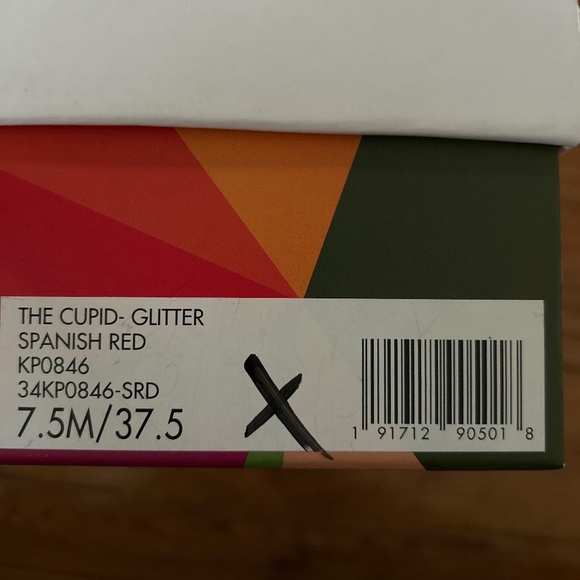 THE CUPID- GLITTER
SPANISH RED
KP0846
34KP0846-SRD
7.5M/37.5
X
1 91712 90501 8